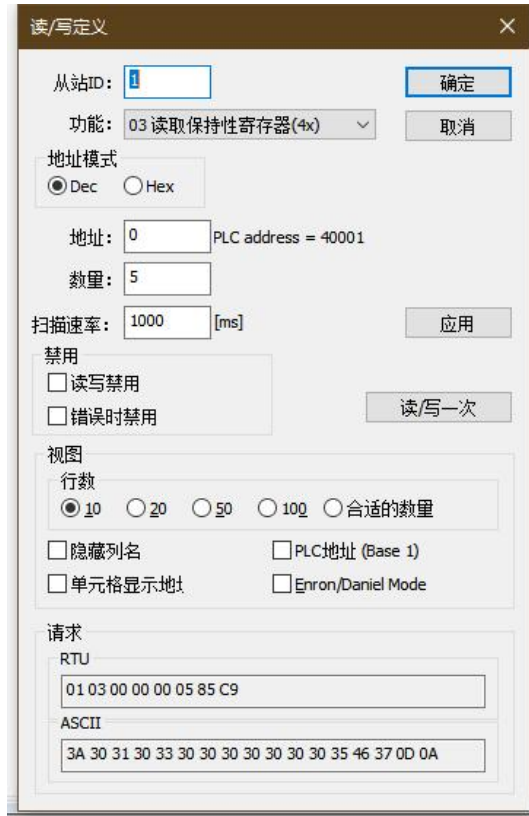 读/写定义
从站ID: 1 确定
功能: 03 读取保持性寄存器(4x) 取消
地址模式
Dec Hex
地址: 0 PLC address = 40001
数量: 5
扫描速率: 1000 [ms] 应用
禁用
读写禁用
错误时禁用 读/写一次
视图
行数
10 20 50 100 合适的数量
隐藏列名 PLC地址 (Base 1)
单元格显示地 Enron/Daniel Mode
请求
RTU
01 03 00 00 00 05 85 C9
ASCII
3A 30 31 30 33 30 30 30 30 30 30 30 35 46 37 0D 0A